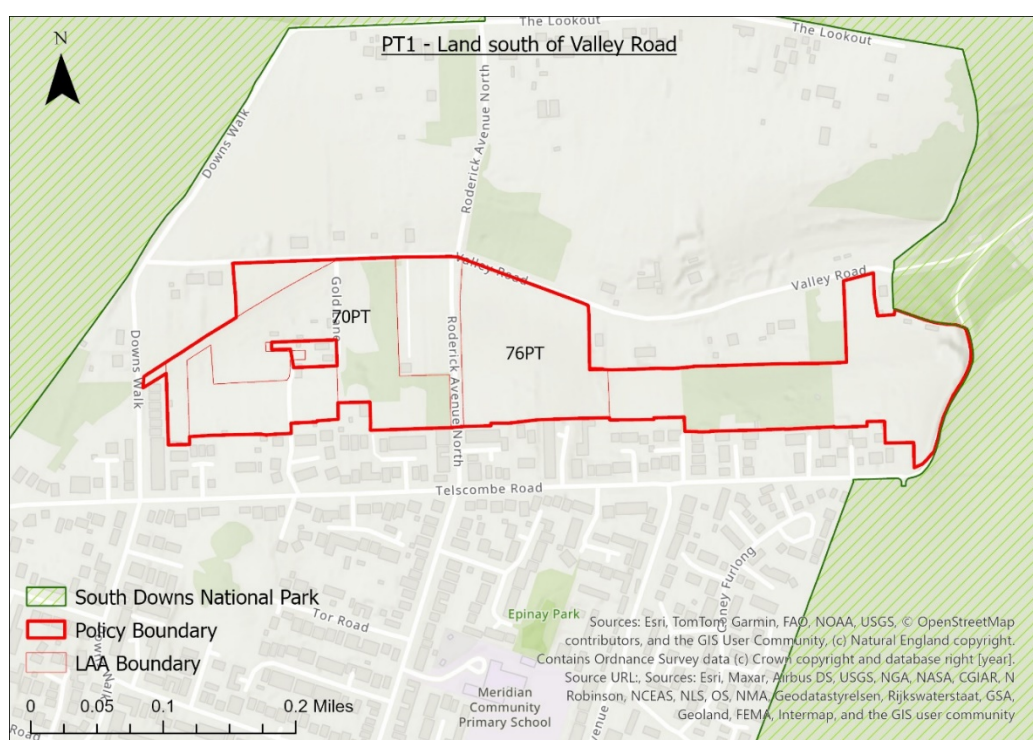 The Lookout
The Lookout
PT1 - Land south of Valley Road
N
Downs Walk
Roderick Avenue North
Valley Road
Valley Road
70PT
76PT
Downs Walk
Roderick Avenue North
Telscombe Road
Tor Road
Epinay Park
Meridian
Community
Primary School
South Downs National Park
Policy Boundary
LAA Boundary
0 0.05 0.1 0.2 Miles
Road
Sources: Esri, TomTom, Garmin, FAO, NOAA, USGS, © OpenStreetMap
contributors, and the GIS User Community, (c) Natural England copyright.
Contains Ordnance Survey data (c) Crown copyright and database right [year].
Source URL:, Sources: Esri, Maxar, Airbus DS, USGS, NGA, NASA, CGIAR, N
Robinson, NCEAS, NLS, OS, NMA, Geodatastyrelsen, Rijkswaterstaat, GSA,
Geoland, FEMA, Intermap, and the GIS user community